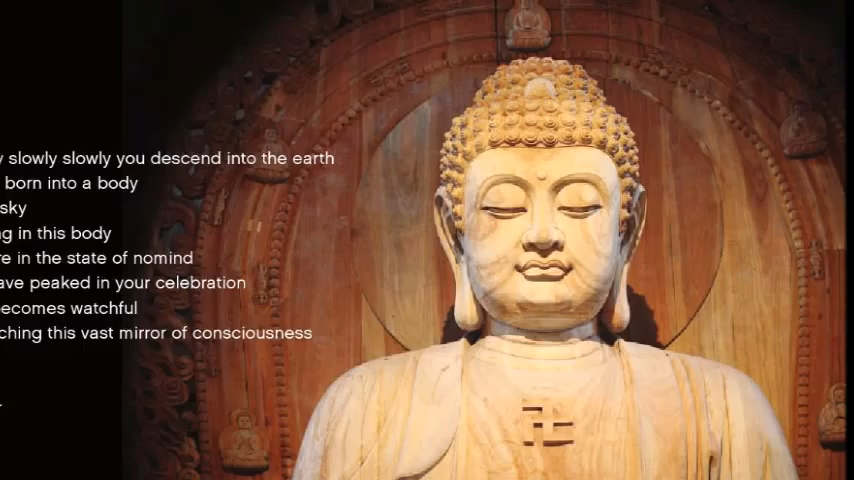 slowly slowly you descend into the earth
born into a body
sky
in this body
in the state of nomind
peaked in your celebration
becomes watchful
this vast mirror of consciousness